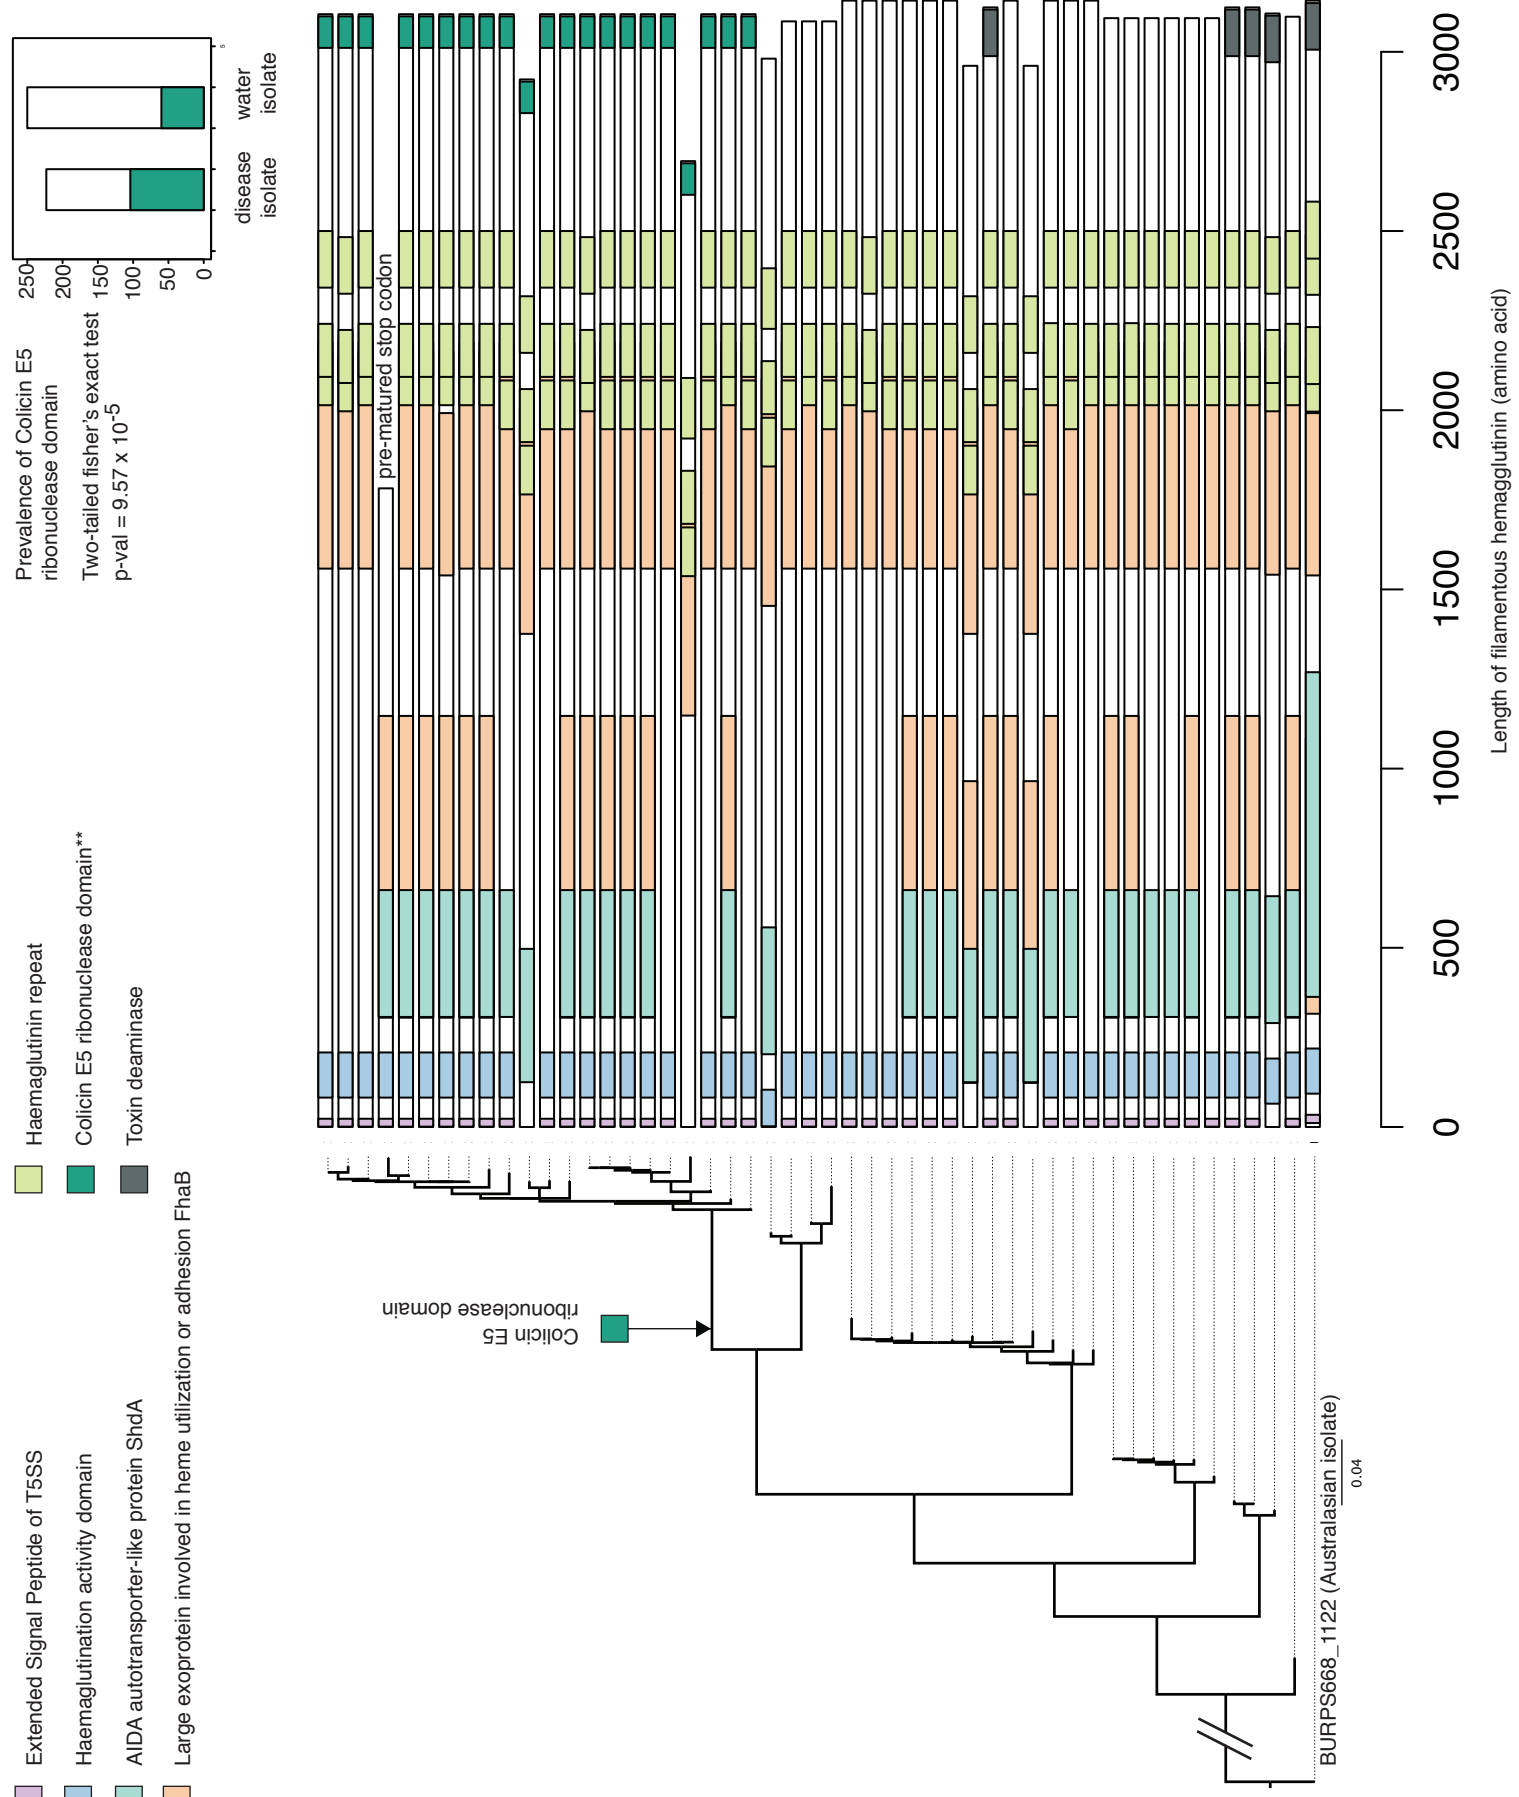 Extended Signal Peptide of T5SS
Haemaglutination activity domain
AIDA autotransporter-like protein ShdA
Large exoprotein involved in heme utilization or adhesion FhaB
Haemaglutinin repeat
Colicin E5 ribonuclease domain**
Toxin deaminase
Prevalence of Colicin E5
ribonuclease domain
Two-tailed fisher's exact test
p-val = 9.57 x 10-5
0
50
100
150
200
250
disease
isolate
water
isolate
s
pre-matured stop codon
Colicin E5
ribonuclease domain
BURPS668_1122 (Australasian isolate)
0.04
0
500
1000
1500
2000
2500
3000
Length of filamentous hemagglutinin (amino acid)